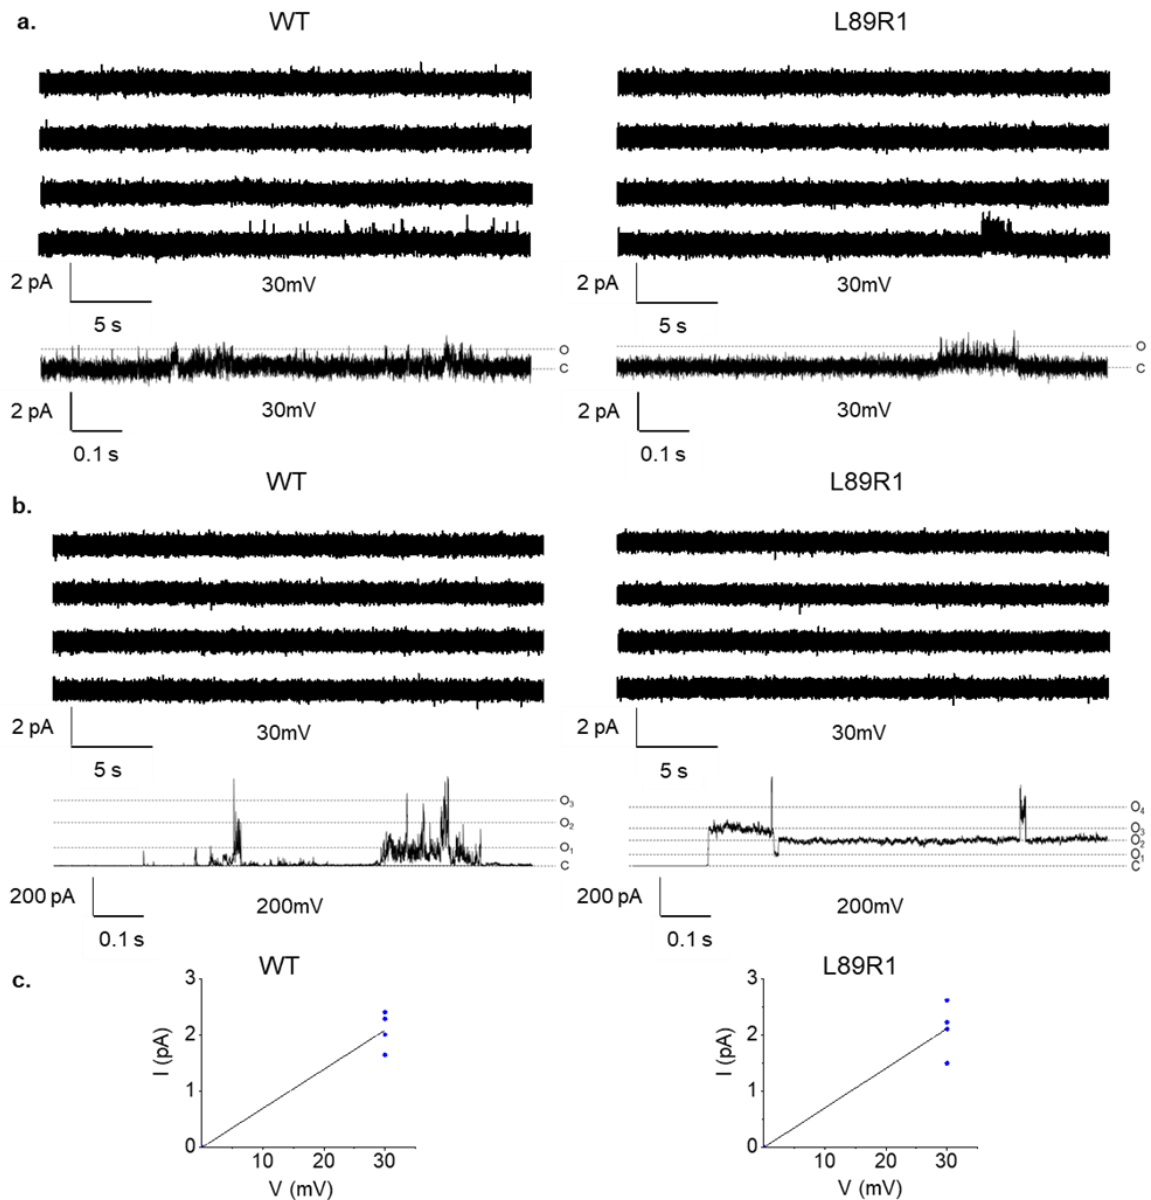 a.
WT
L89R1
2 pA
30mV
5 s
2 pA
30mV
5 s
O
C
2 pA
30mV
0.1 s
O
C
2 pA
30mV
0.1 s
b.
WT
L89R1
2 pA
30mV
5 s
2 pA
30mV
5 s
O₃
O₂
O₁
C
200 pA
200mV
0.1 s
O₄
O₃
O₂
O₁
C
200 pA
200mV
0.1 s
c.
WT
3
2
1
0
I (pA)
10 20 30
V (mV)
L89R1
3
2
1
0
I (pA)
10 20 30
V (mV)